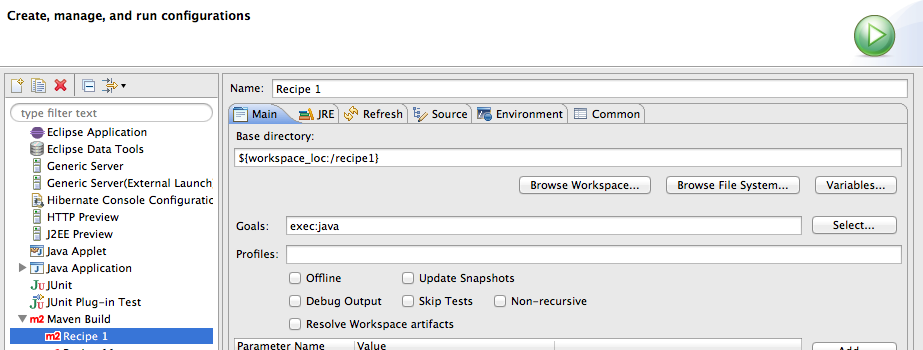 Create, manage, and run configurations
type filter text
Eclipse Application
Eclipse Data Tools
Generic Server
Generic Server(External Launch
Hibernate Console Configuratic
HTTP Preview
J2EE Preview
Java Applet
Java Application
JU JUnit
JU JUnit Plug-in Test
m2 Maven Build
m2 Recipe 1
Name: Recipe 1
Main JRE Refresh Source Environment Common
Base directory:
${workspace_loc:/recipe1}
Browse Workspace... Browse File System... Variables...
Goals: exec:java Select...
Profiles:
Offline Update Snapshots
Debug Output Skip Tests Non-recursive
Resolve Workspace artifacts
Parameter Name Value Add...